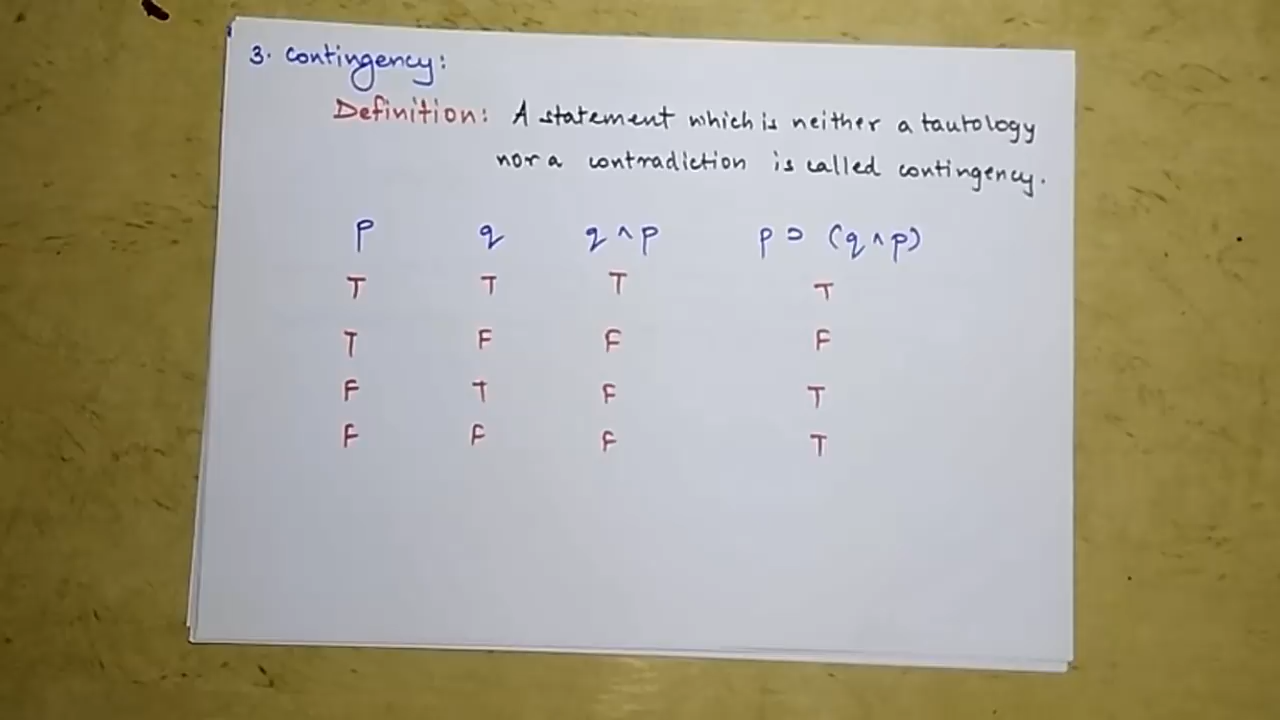 3. Contingency:
Definition: A statement which is neither a tautology
nor a contradiction is called contingency.
p q q ∧ p p ⊃ (q ∧ p)
T T T T
T F F F
F T F T
F F F T